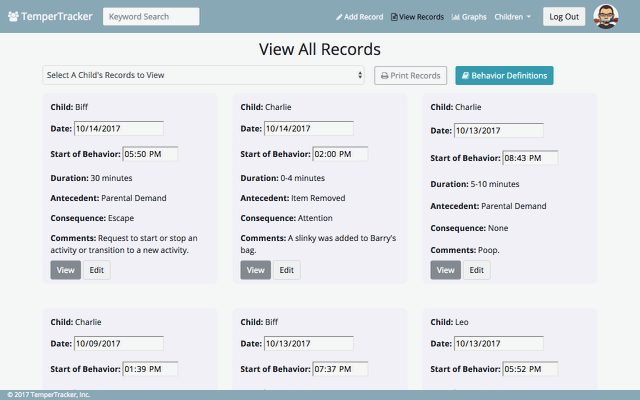 TemperTracker Keyword Search Add Record View Records Graphs Children Log Out
View All Records
Select A Child's Records to View Print Records Behavior Definitions
Child: Biff
Date: 10/14/2017
Start of Behavior: 05:50 PM
Duration: 30 minutes
Antecedent: Parental Demand
Consequence: Escape
Comments: Request to start or stop an
activity or transition to a new activity.
View Edit
Child: Charlie
Date: 10/14/2017
Start of Behavior: 02:00 PM
Duration: 0-4 minutes
Antecedent: Item Removed
Consequence: Attention
Comments: A slinky was added to Barry's
bag.
View Edit
Child: Charlie
Date: 10/13/2017
Start of Behavior: 08:43 PM
Duration: 5-10 minutes
Antecedent: Parental Demand
Consequence: None
Comments: Poop.
View Edit
Child: Charlie
Date: 10/09/2017
Start of Behavior: 01:39 PM
Child: Biff
Date: 10/13/2017
Start of Behavior: 07:37 PM
Child: Leo
Date: 10/13/2017
Start of Behavior: 05:52 PM
© 2017 TemperTracker, Inc.